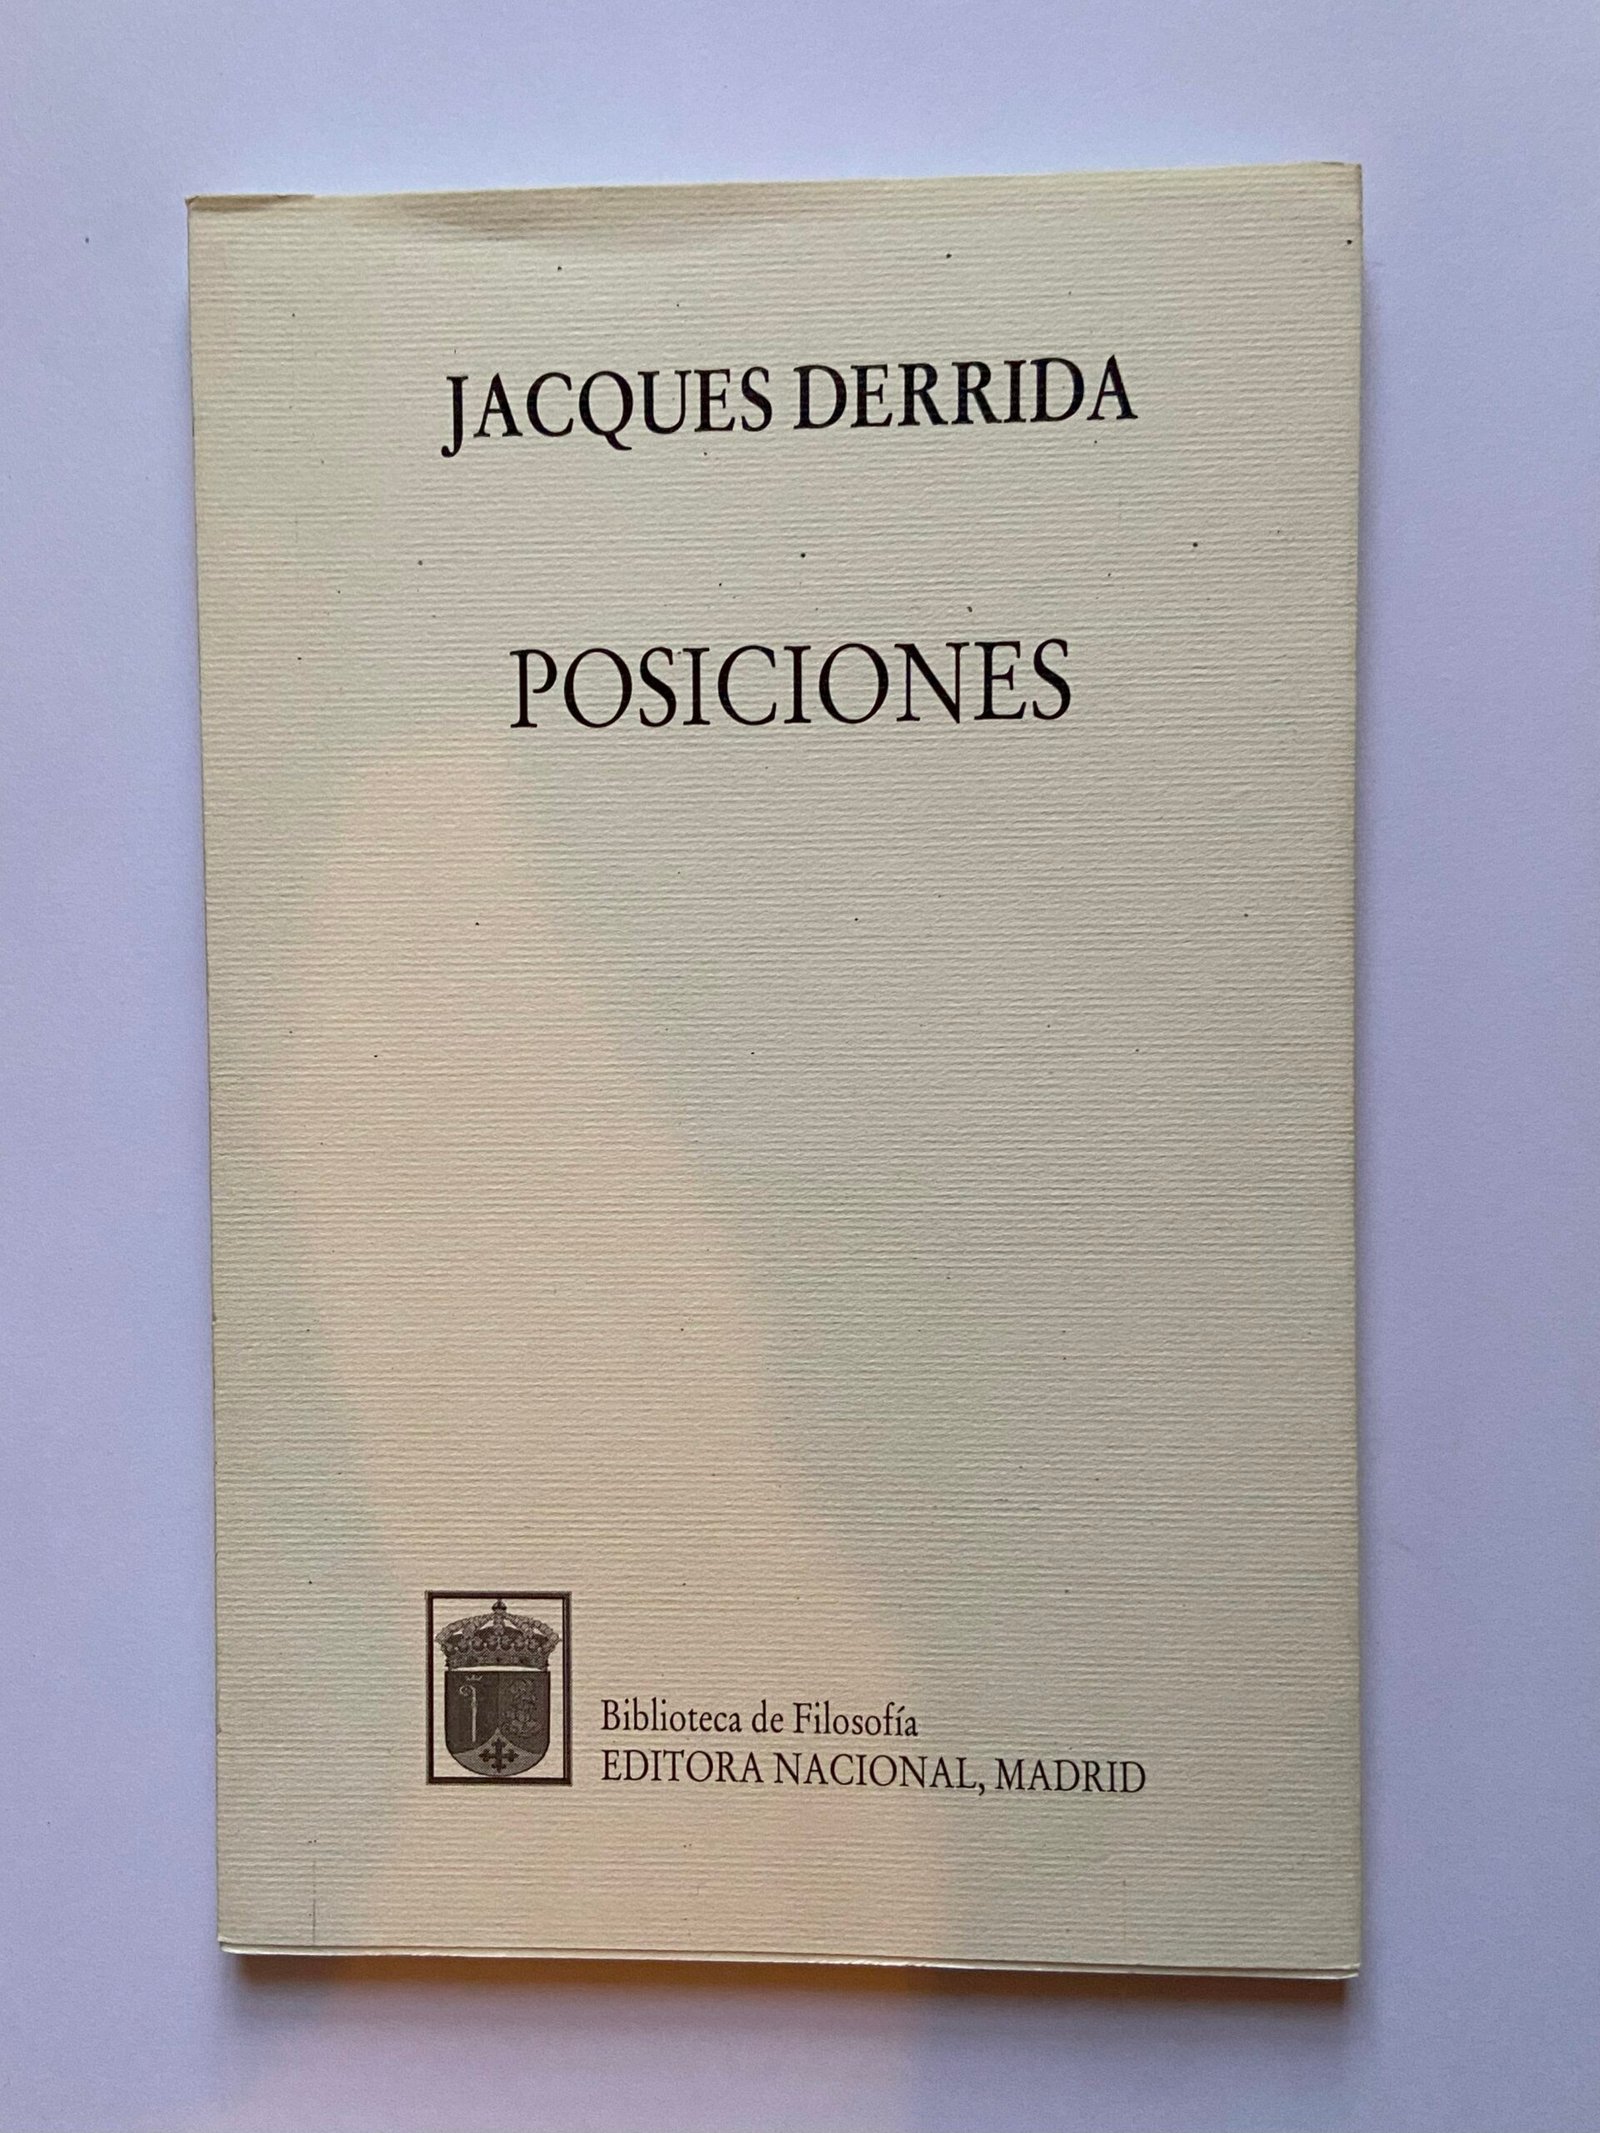 JACQUES DERRIDA
POSICIONES
Biblioteca de Filosofía
EDITORA NACIONAL, MADRID